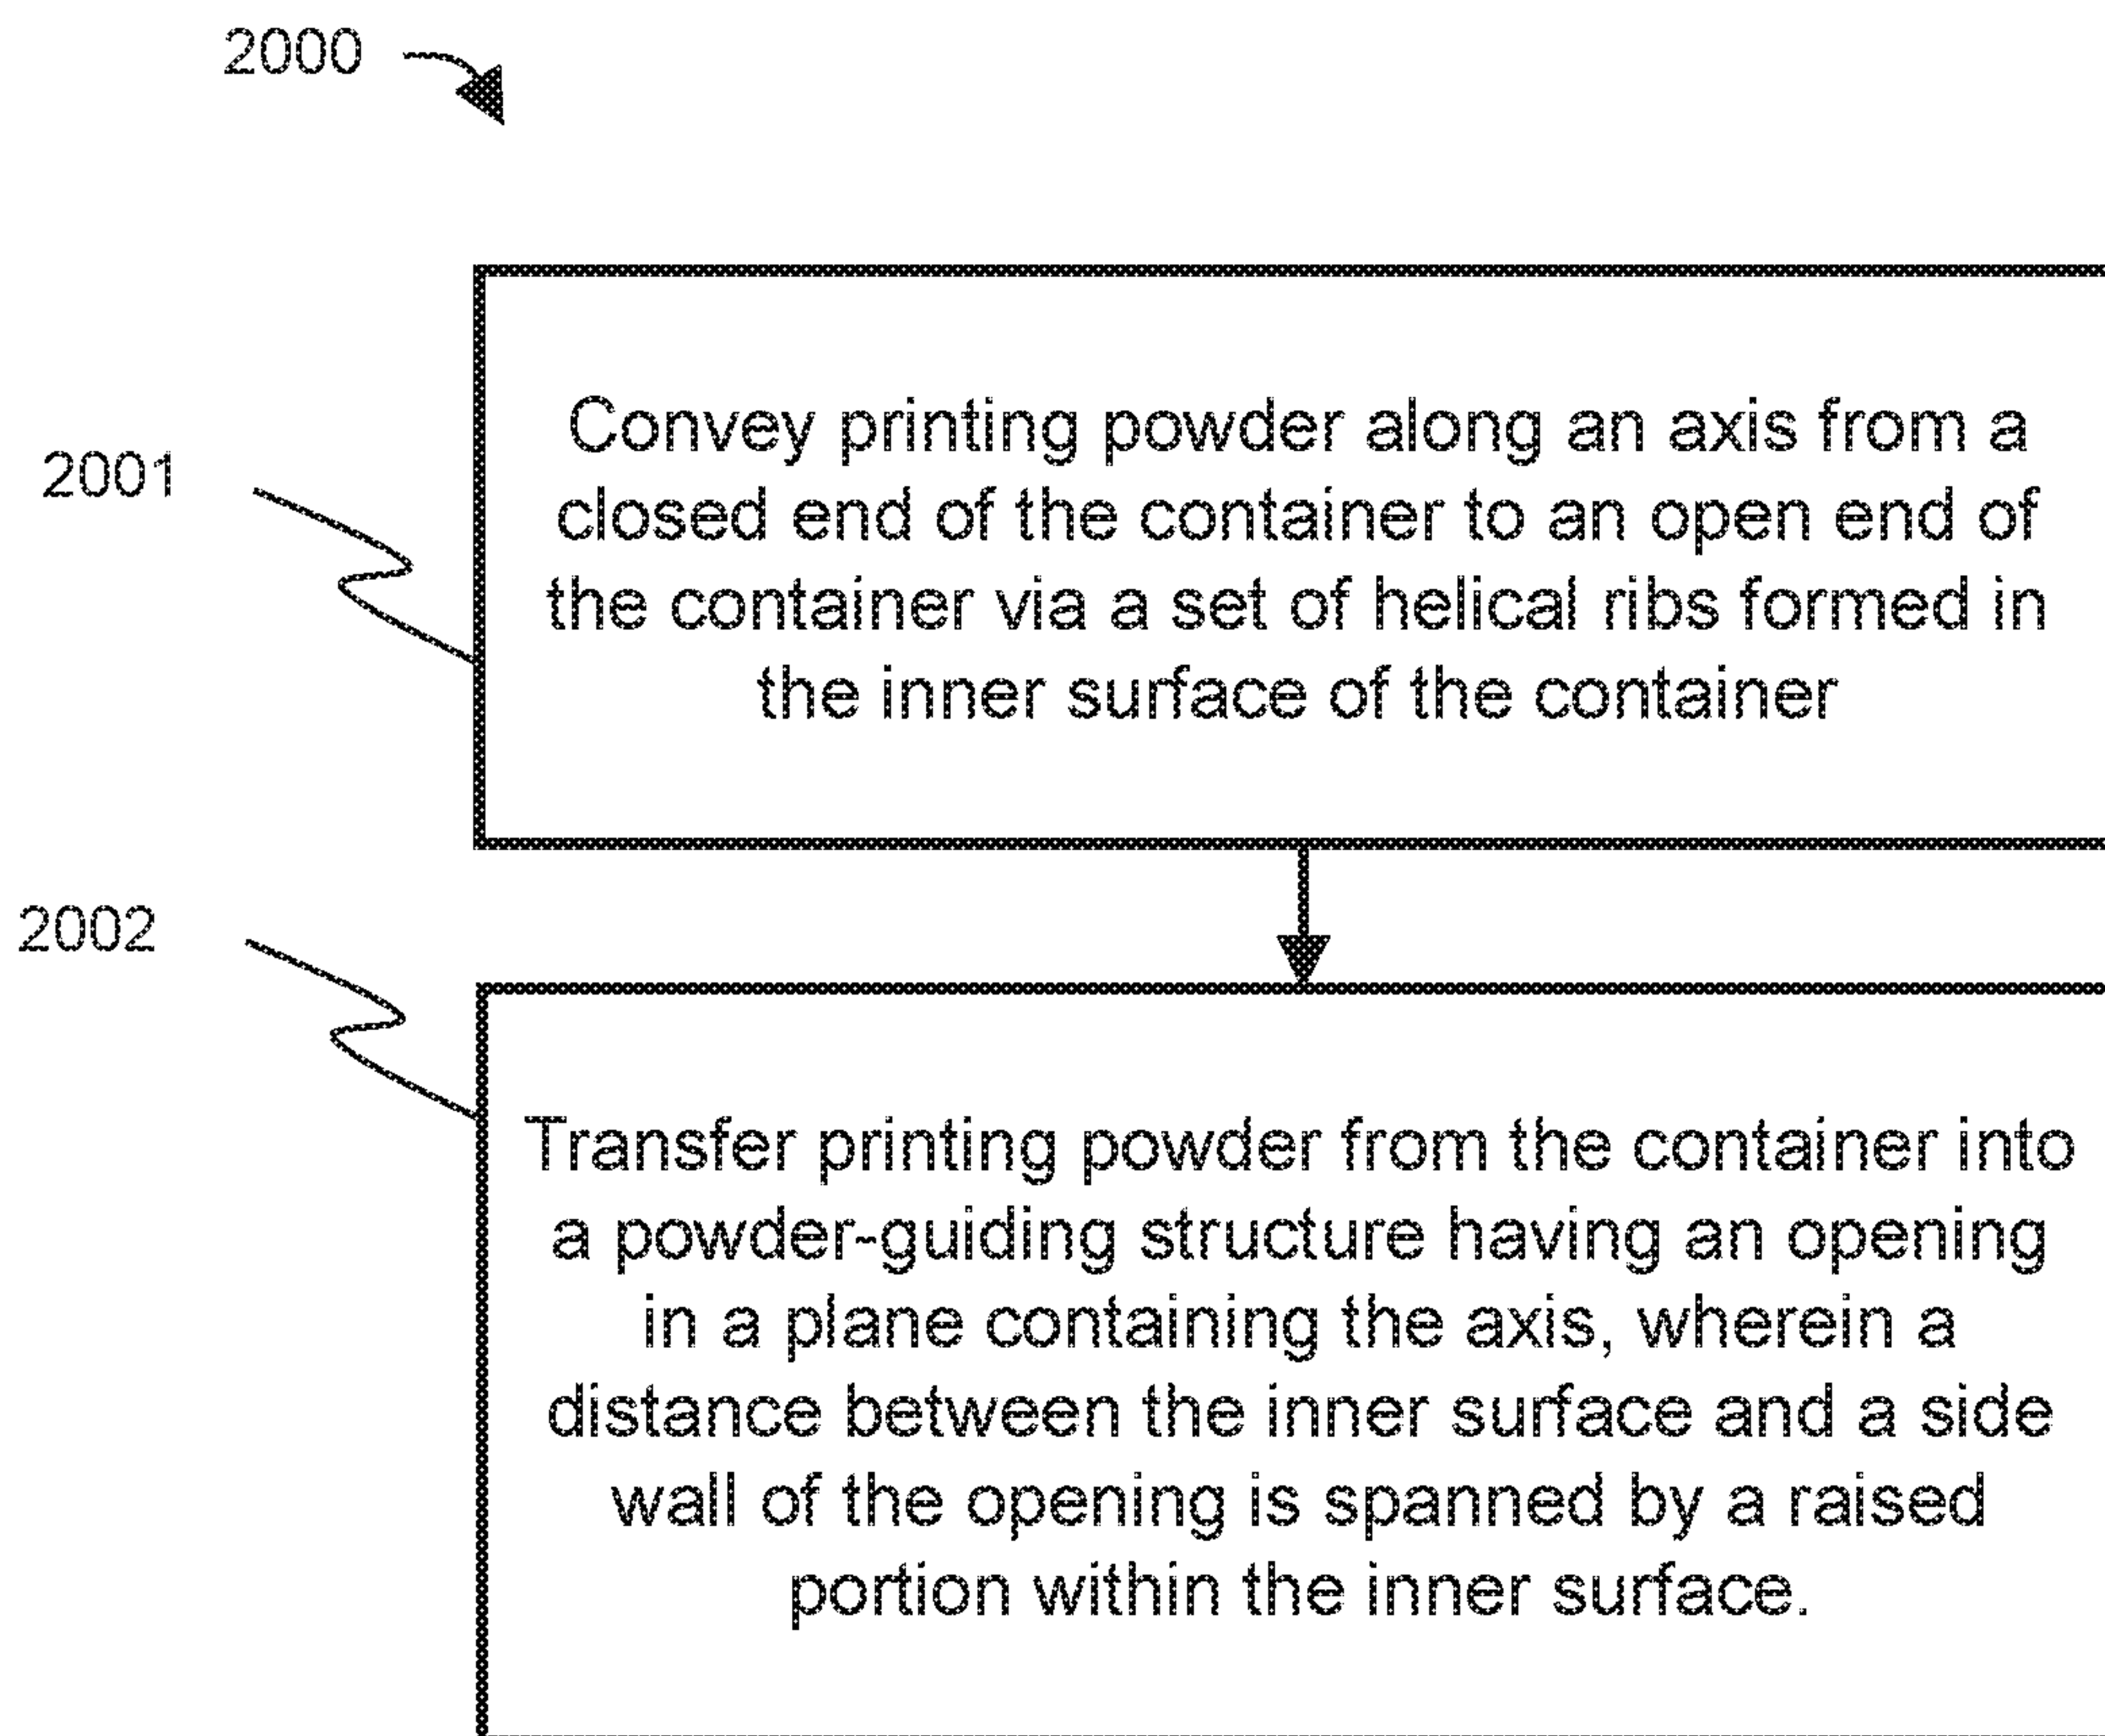 2000
2001
Convey printing powder along an axis from a
closed end of the container to an open end of
the container via a set of helical ribs formed in
the inner surface of the container
2002
Transfer printing powder from the container into
a powder-guiding structure having an opening
in a plane containing the axis, wherein a
distance between the inner surface and a side
wall of the opening is spanned by a raised
portion within the inner surface.